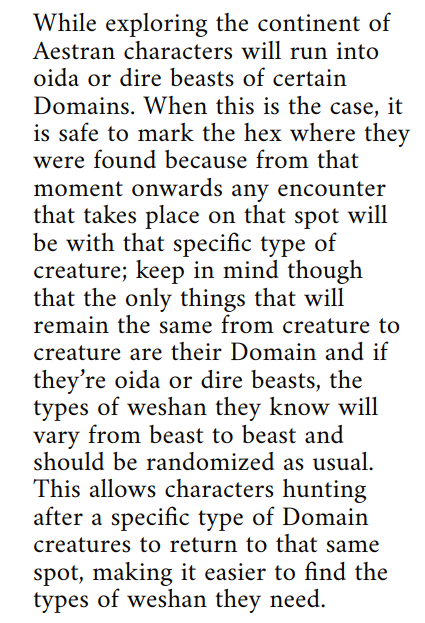 While exploring the continent of
Aestran characters will run into
oida or dire beasts of certain
Domains. When this is the case, it
is safe to mark the hex where they
were found because from that
moment onwards any encounter
that takes place on that spot will
be with that specific type of
creature; keep in mind though
that the only things that will
remain the same from creature to
creature are their Domain and if
they’re oida or dire beasts, the
types of weshan they know will
vary from beast to beast and
should be randomized as usual.
This allows characters hunting
after a specific type of Domain
creatures to return to that same
spot, making it easier to find the
types of weshan they need.